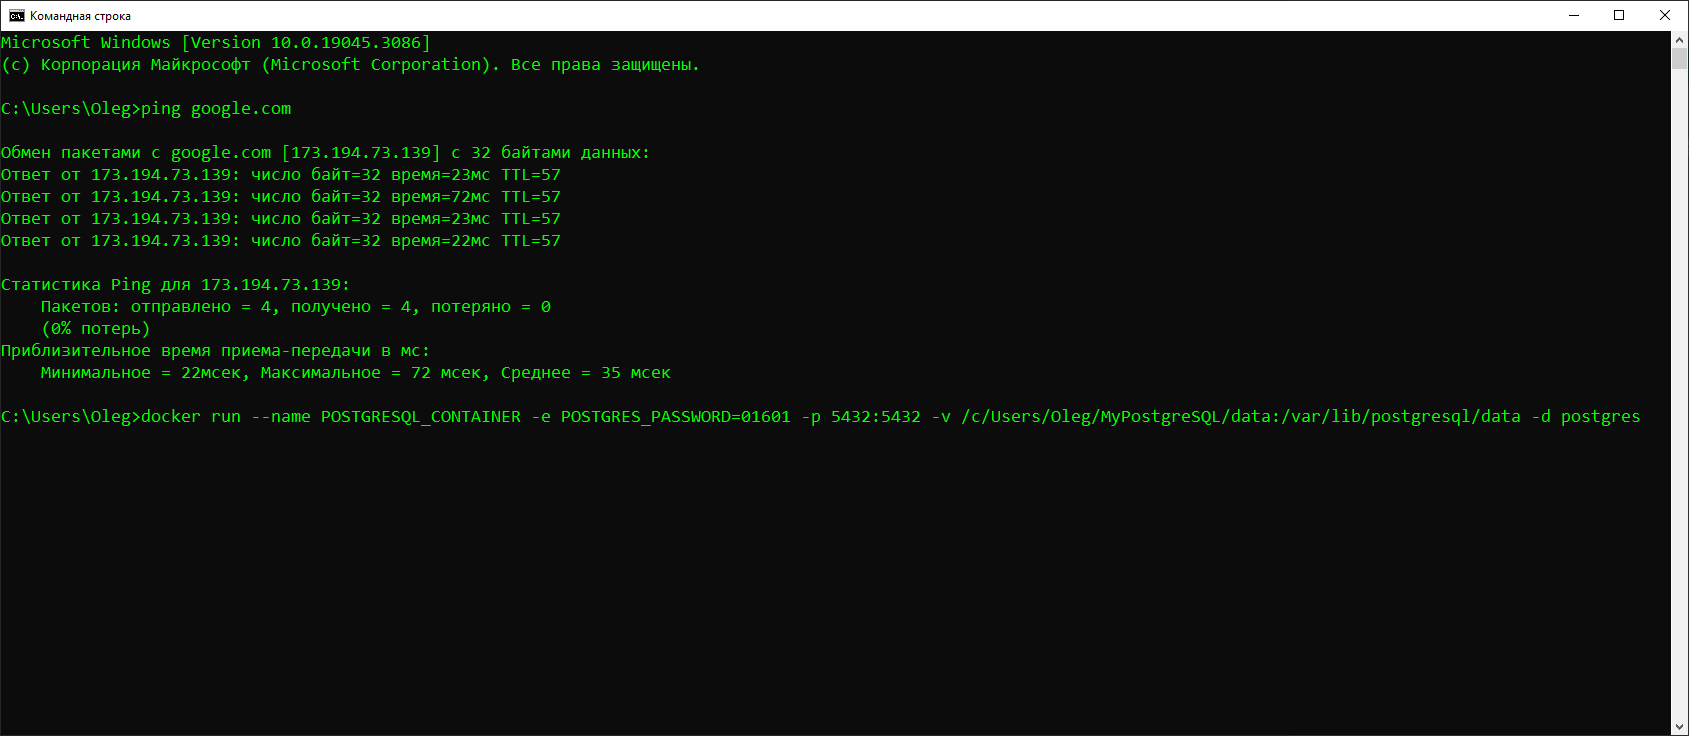 Командная строка
Microsoft Windows [Version 10.0.19045.3086]
(c) Корпорация Майкрософт (Microsoft Corporation). Все права защищены.
C:\Users\Oleg>ping google.com
Обмен пакетами с google.com [173.194.73.139] с 32 байтами данных:
Ответ от 173.194.73.139: число байт=32 время=23мс TTL=57
Ответ от 173.194.73.139: число байт=32 время=72мс TTL=57
Ответ от 173.194.73.139: число байт=32 время=23мс TTL=57
Ответ от 173.194.73.139: число байт=32 время=22мс TTL=57
Статистика Ping для 173.194.73.139:
    Пакетов: отправлено = 4, получено = 4, потеряно = 0
    (0% потерь)
Приблизительное время приема-передачи в мс:
    Минимальное = 22мсек, Максимальное = 72 мсек, Среднее = 35 мсек
C:\Users\Oleg>docker run --name POSTGRESQL_CONTAINER -e POSTGRES_PASSWORD=01601 -p 5432:5432 -v /c/Users/Oleg/MyPostgreSQL/data:/var/lib/postgresql/data -d postgres